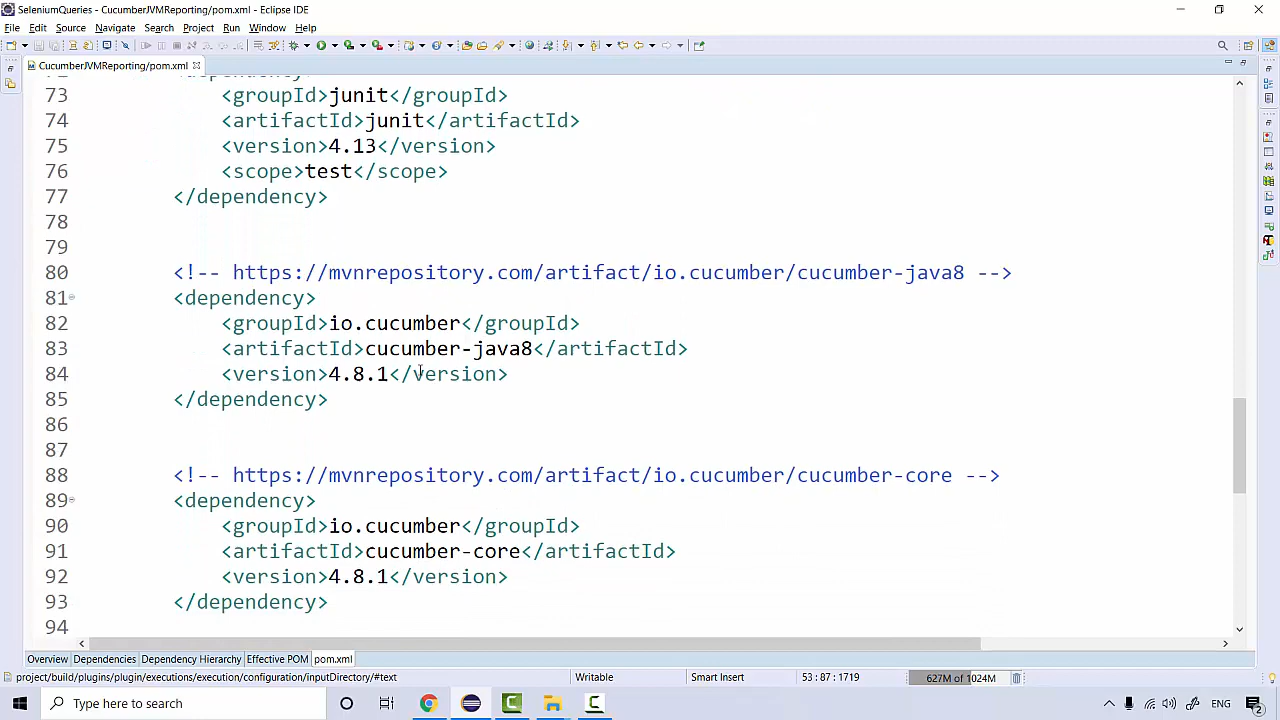 SeleniumQueries - CucumberJVMReporting/pom.xml - Eclipse IDE
File Edit Source Navigate Search Project Run Window Help
CucumberJVMReporting/pom.xml
73 <groupId>junit</groupId>
74 <artifactId>junit</artifactId>
75 <version>4.13</version>
76 <scope>test</scope>
77 </dependency>
78
79
80 <!-- https://mvnrepository.com/artifact/io.cucumber/cucumber-java8 -->
81 <dependency>
82 <groupId>io.cucumber</groupId>
83 <artifactId>cucumber-java8</artifactId>
84 <version>4.8.1</version>
85 </dependency>
86
87
88 <!-- https://mvnrepository.com/artifact/io.cucumber/cucumber-core -->
89 <dependency>
90 <groupId>io.cucumber</groupId>
91 <artifactId>cucumber-core</artifactId>
92 <version>4.8.1</version>
93 </dependency>
94
Overview Dependencies Dependency Hierarchy Effective POM pom.xml
project/build/plugins/plugin/executions/execution/configuration/inputDirectory/#text Writable Smart Insert 53 : 87 : 1719 627M of 1024M
Type here to search ENG 2